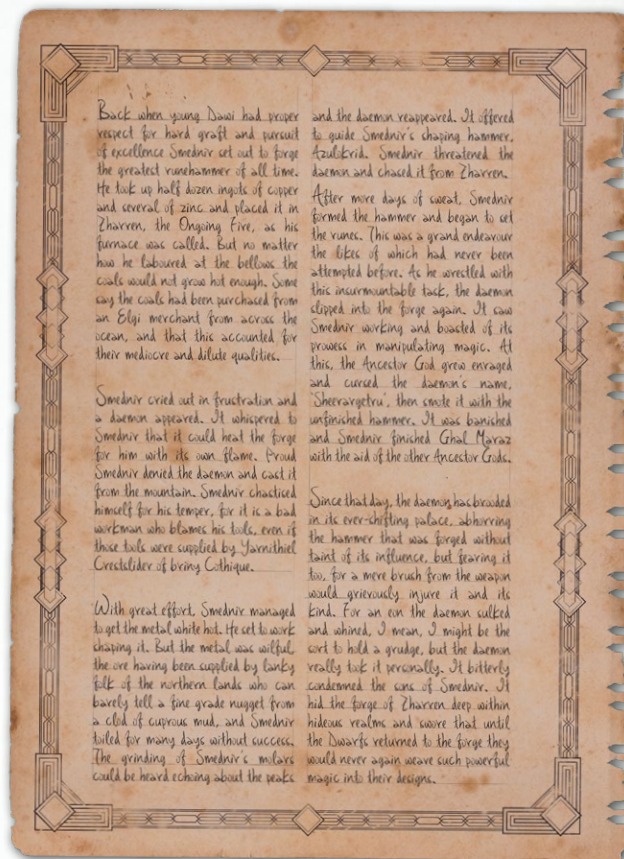 Back when young Dawi had proper
respect for hard graft and pursuit
of excellence Smednir set out to forge
the greatest runehammer of all time.
He took up half dozen ingots of copper
and several of zinc and placed it in
Zharren, the Ongoing Fire, as his
furnace was called. But no matter
how he laboured at the bellows the
coals would not grow hot enough. Some
say the coals had been purchased from
an Elgi merchant from across the
ocean, and that this accounted for
their mediocre and dilute qualities.
Smednir cried out in frustration and
a daemon appeared. It whispered to
Smednir that it could heat the forge
for him with its own flame. Proud
Smednir denied the daemon and cast it
from the mountain. Smednir chastised
himself for his temper, for it is a bad
workman who blames his tools, even if
those tools were supplied by Yarnithiel
Crestslider of briny Cothique.
With great effort, Smednir managed
to get the metal white hot. He set to work
shaping it. But the metal was wilful,
the ore having been supplied by lanky
folk of the northern lands who can
barely tell a fine grade nugget from
a clod of cuprous mud, and Smednir
toiled for many days without success.
The grinding of Smednir's molars
could be heard echoing about the peaks
and the daemon reappeared. It offered
to guide Smednir's shaping hammer,
Azulokrid. Smednir threatened the
daemon and chased it from Zharren.
After more days of sweat, Smednir
formed the hammer and began to set
the runes. This was a grand endeavour
the likes of which had never been
attempted before. As he wrestled with
this insurmountable task, the daemon
slipped into the forge again. It saw
Smednir working and boasted of its
prowess in manipulating magic. At
this, the Ancestor God grew enraged
and cursed the daemon's name,
'Sheerargetru', then smote it with the
unfinished hammer. It was banished
and Smednir finished Ghal Maraz
with the aid of the other Ancestor Gods.
Since that day, the daemon has brooded
in its ever-shifting palace, abhorring
the hammer that was forged without
taint of its influence, but fearing it
too, for a mere brush from the weapon
would grievously injure it and its
kind. For an eon the daemon sulked
and whined, I mean, I might be the
sort to hold a grudge, but the daemon
really took it personally. It bitterly
condemned the sons of Smednir. It
hid the forge of Zharren deep within
hideous realms and swore that until
the Dwarfs returned to the forge they
would never again weave such powerful
magic into their designs.